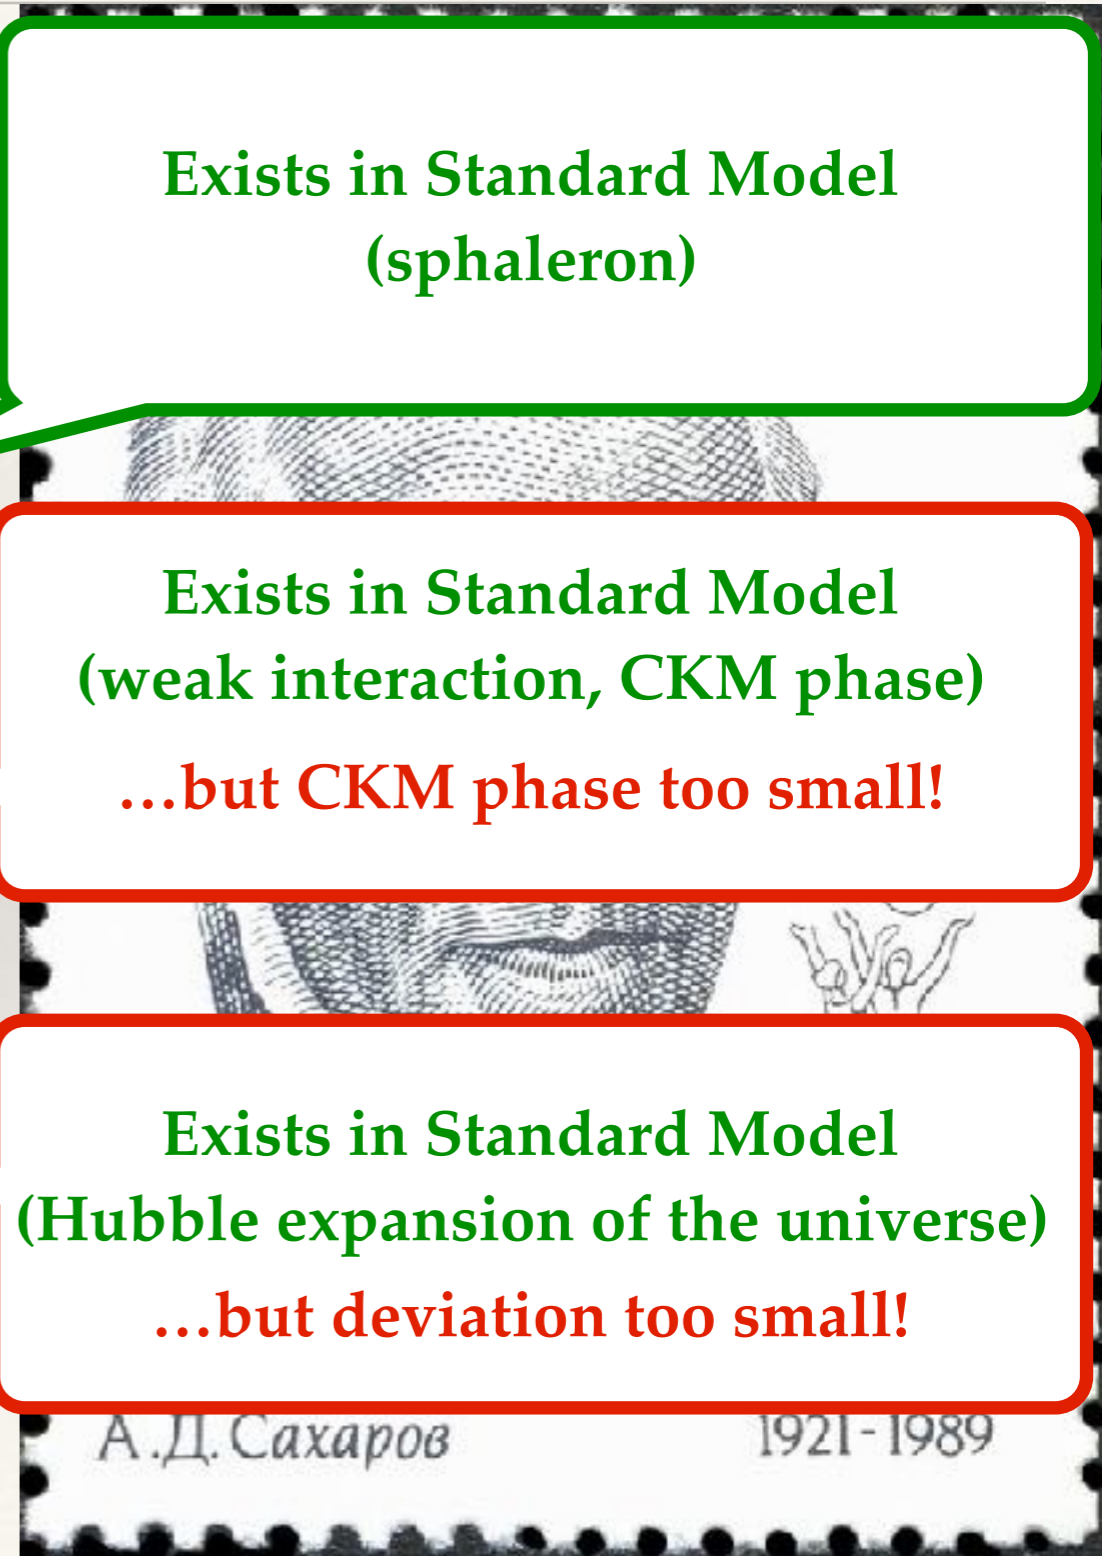 Exists in Standard Model
(sphaleron)
Exists in Standard Model
(weak interaction, CKM phase)
...but CKM phase too small!
Exists in Standard Model
(Hubble expansion of the universe)
...but deviation too small!
А.Д. Сахаров 1921-1989